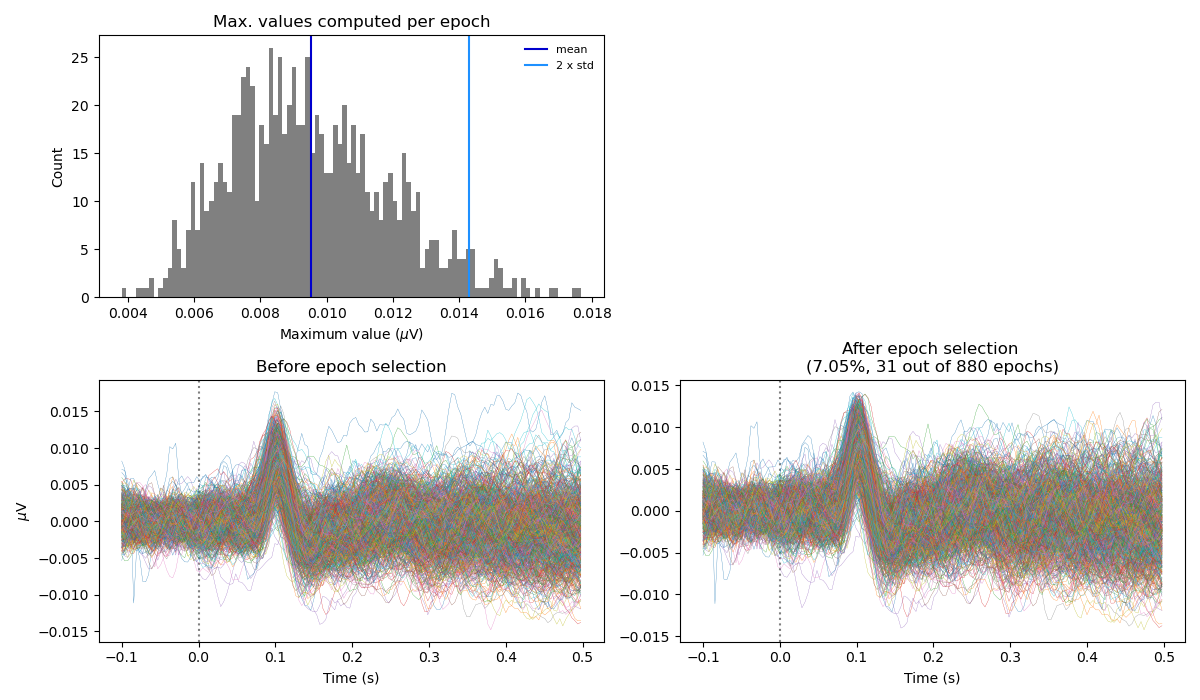 Max. values computed per epoch
25
20
15
10
5
0
Count
mean
2 x std
0.004 0.006 0.008 0.010 0.012 0.014 0.016 0.018
Maximum value (μV)
Before epoch selection
0.015
0.010
0.005
0.000
−0.005
−0.010
−0.015
μV
−0.1 0.0 0.1 0.2 0.3 0.4 0.5
Time (s)
After epoch selection
(7.05%, 31 out of 880 epochs)
0.015
0.010
0.005
0.000
−0.005
−0.010
−0.015
−0.1 0.0 0.1 0.2 0.3 0.4 0.5
Time (s)